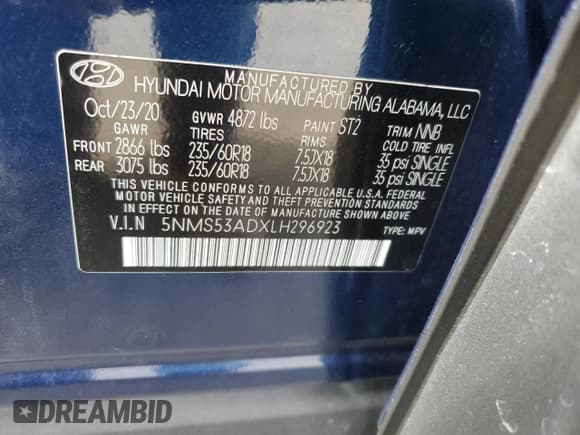 MANUFACTURED BY
HYUNDAI MOTOR MANUFACTURING ALABAMA, LLC
Oct/23/20 GVWR 4872 lbs PAINT ST2 TRIM NNB
GAWR TIRES RIMS COLD TIRE INFL
FRONT 2866 lbs 235/60R18 7.5JX18 35 psi SINGLE
REAR 3075 lbs 235/60R18 7.5JX18 35 psi SINGLE
THIS VEHICLE CONFORMS TO ALL APPLICABLE U.S.A. FEDERAL
MOTOR VEHICLE SAFETY AND THEFT PREVENTION STANDARDS
IN EFFECT ON THE DATE OF MANUFACTURE SHOWN ABOVE.
V.I.N 5NMS53ADXLH296923 TYPE: MPV
DREAMBID